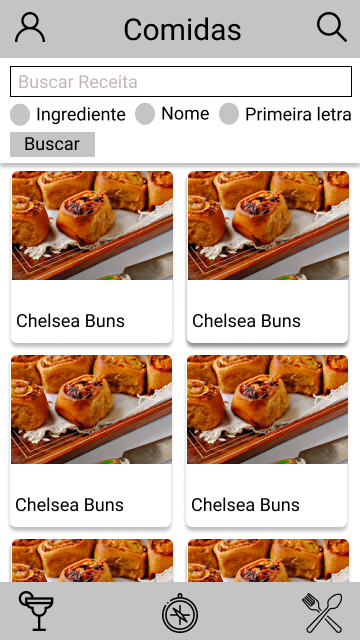 Comidas
Buscar Receita
Ingrediente Nome Primeira letra
Buscar
Chelsea Buns Chelsea Buns
Chelsea Buns Chelsea Buns